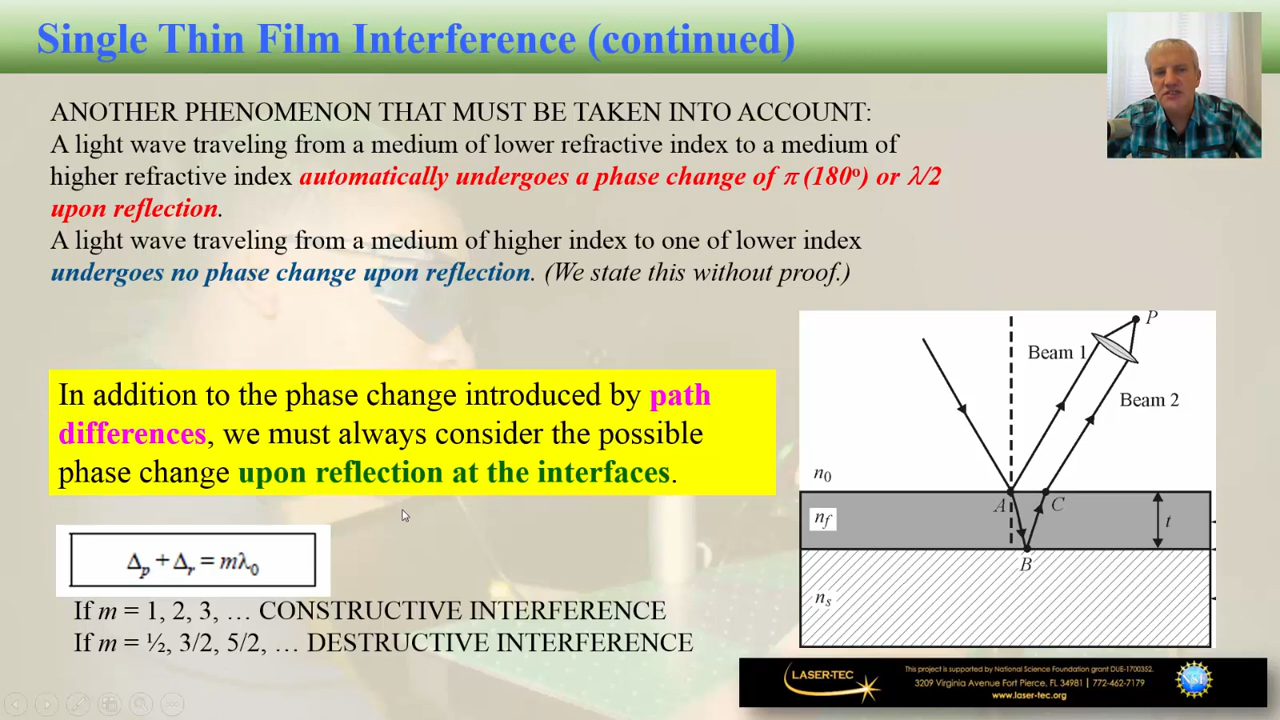 Single Thin Film Interference (continued)
ANOTHER PHENOMENON THAT MUST BE TAKEN INTO ACCOUNT:
A light wave traveling from a medium of lower refractive index to a medium of
higher refractive index automatically undergoes a phase change of π (180º) or λ/2
upon reflection.
A light wave traveling from a medium of higher index to one of lower index
undergoes no phase change upon reflection. (We state this without proof.)
In addition to the phase change introduced by path
differences, we must always consider the possible
phase change upon reflection at the interfaces.
Δp + Δr = mλ0
If m = 1, 2, 3, … CONSTRUCTIVE INTERFERENCE
If m = ½, 3/2, 5/2, … DESTRUCTIVE INTERFERENCE
P
Beam 1
Beam 2
n0
A
C
nf
t
B
ns
LASER-TEC
This project is supported by National Science Foundation grant DUE-1700352.
3209 Virginia Avenue Fort Pierce, FL 34981 | 772-462-7179
www.laser-tec.org
NSF